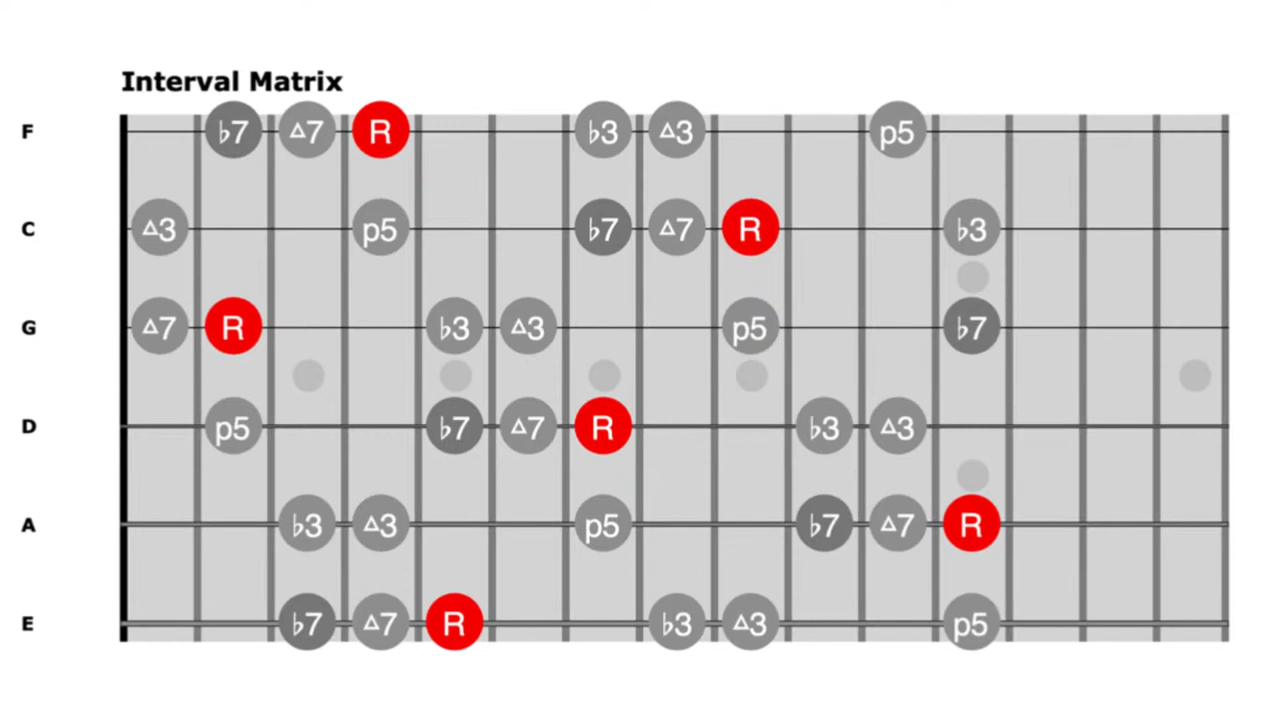 Interval Matrix
F ♭7 △7 R ♭3 △3 p5
C △3 p5 ♭7 △7 R ♭3
G △7 R ♭3 △3 p5 ♭7
D p5 ♭7 △7 R ♭3 △3
A ♭3 △3 p5 ♭7 △7 R
E ♭7 △7 R ♭3 △3 p5